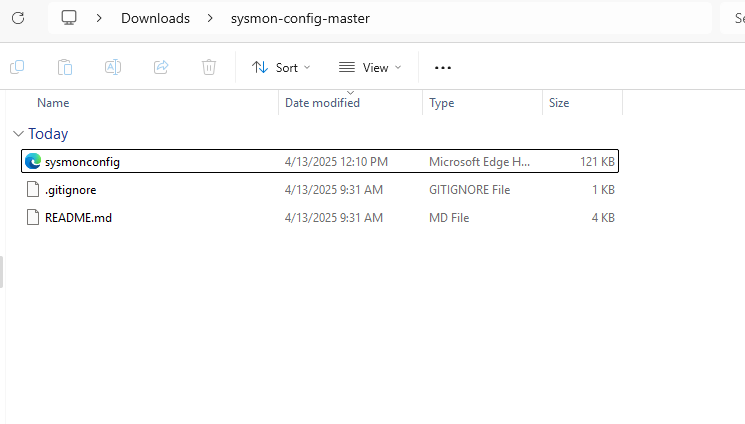 Downloads > sysmon-config-master
Sort View ...
Name Date modified Type Size
Today
sysmonconfig 4/13/2025 12:10 PM Microsoft Edge H... 121 KB
.gitignore 4/13/2025 9:31 AM GITIGNORE File 1 KB
README.md 4/13/2025 9:31 AM MD File 4 KB